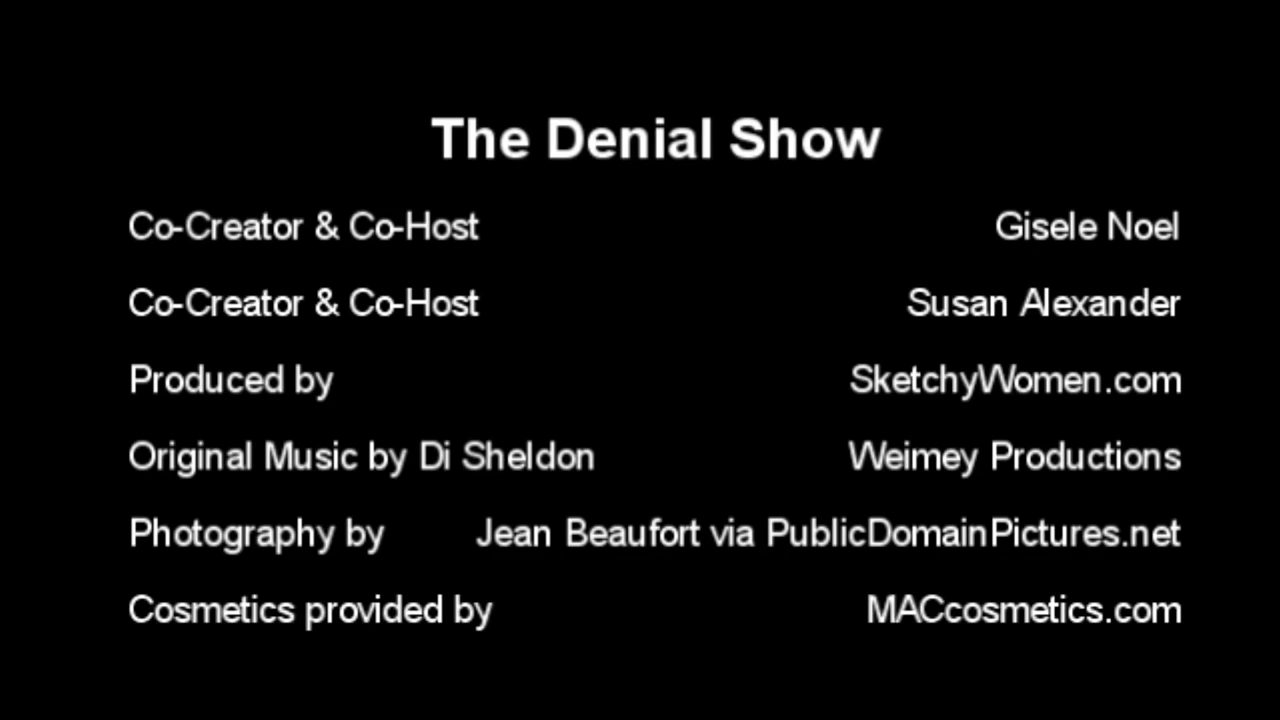 The Denial Show
Co-Creator & Co-Host Gisele Noel
Co-Creator & Co-Host Susan Alexander
Produced by SketchyWomen.com
Original Music by Di Sheldon Weimey Productions
Photography by Jean Beaufort via PublicDomainPictures.net
Cosmetics provided by MACcosmetics.com